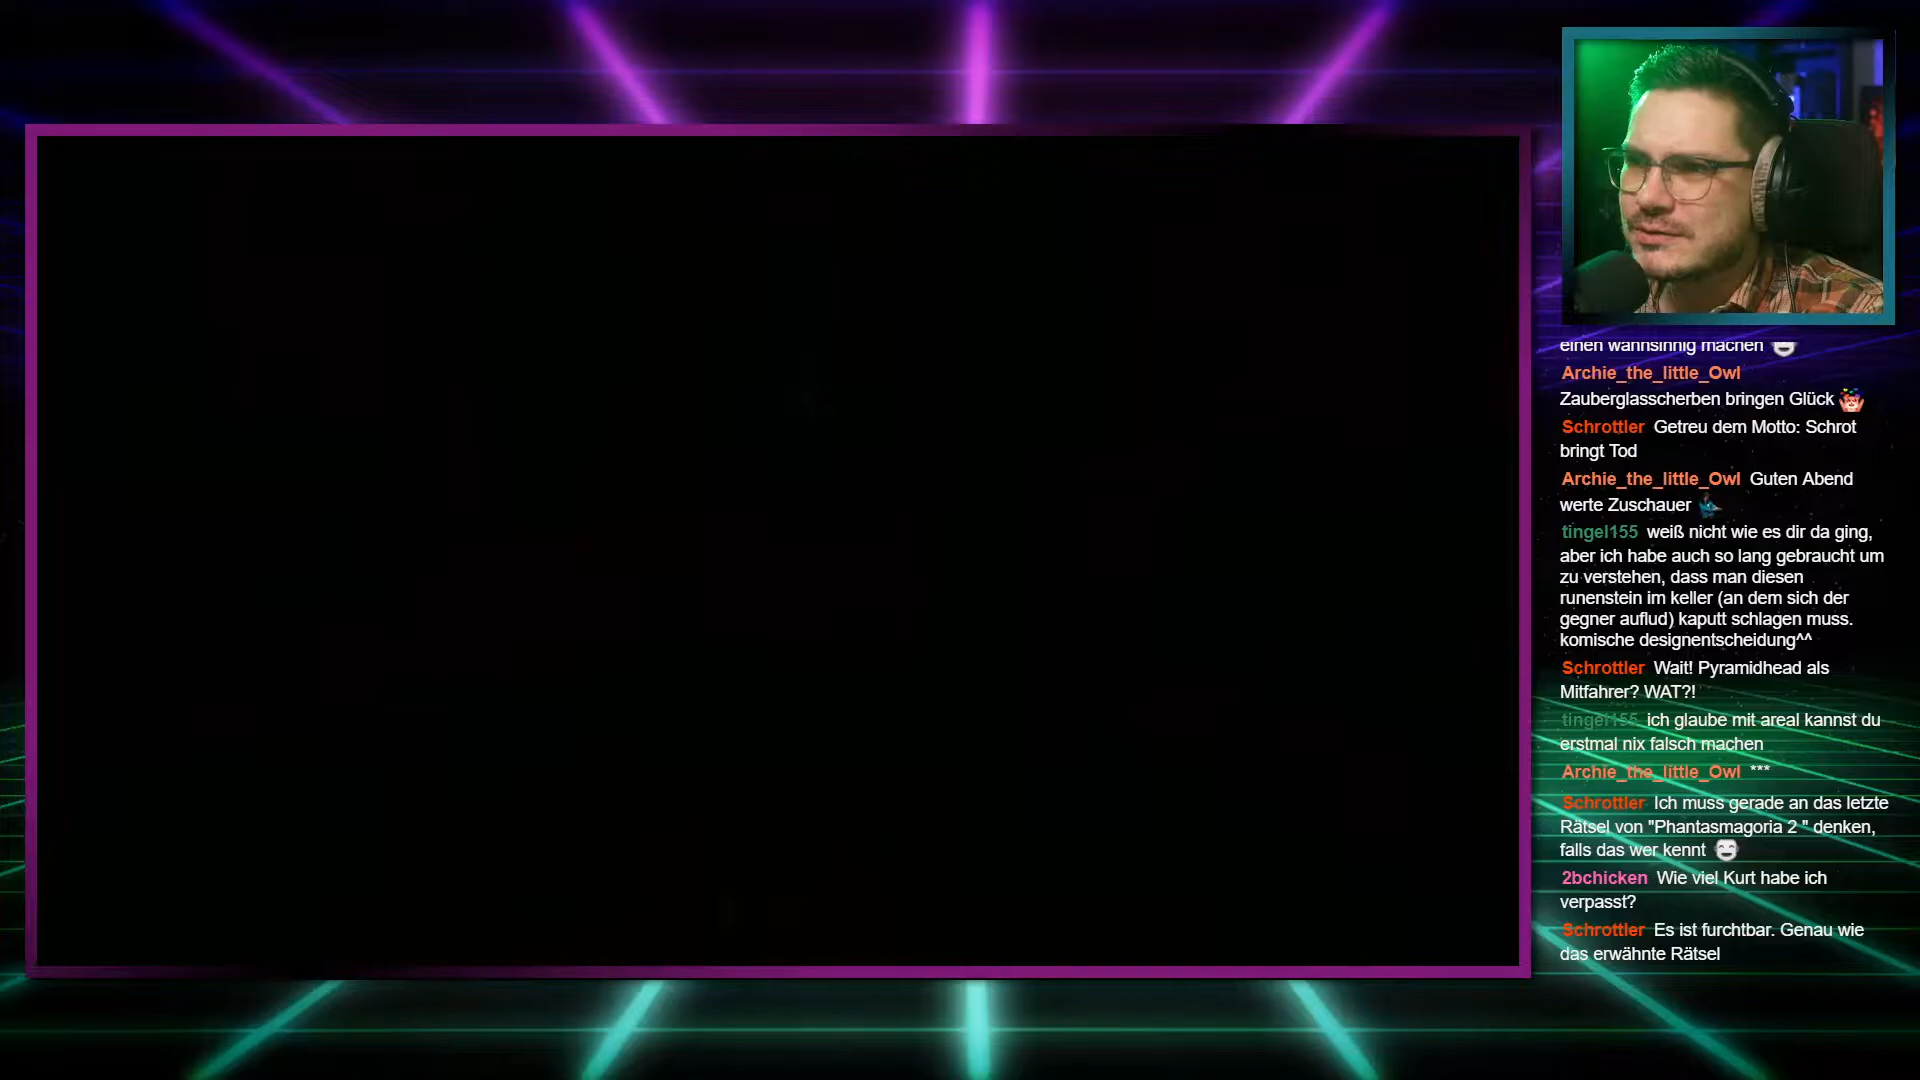 einen wahnsinnig machen
Archie_the_little_Owl
Zauberglasscherben bringen Glück
Schrottler Getreu dem Motto: Schrot
bringt Tod
Archie_the_little_Owl Guten Abend
werte Zuschauer
tingel155 weiß nicht wie es dir da ging,
aber ich habe auch so lang gebraucht um
zu verstehen, dass man diesen
runenstein im keller (an dem sich der
gegner auflud) kaputt schlagen muss.
komische designentscheidung^^
Schrottler Wait! Pyramidhead als
Mitfahrer? WAT?!
tingel155 ich glaube mit areal kannst du
erstmal nix falsch machen
Archie_the_little_Owl ***
Schrottler Ich muss gerade an das letzte
Rätsel von "Phantasmagoria 2 " denken,
falls das wer kennt
2bchicken Wie viel Kurt habe ich
verpasst?
Schrottler Es ist furchtbar. Genau wie
das erwähnte Rätsel